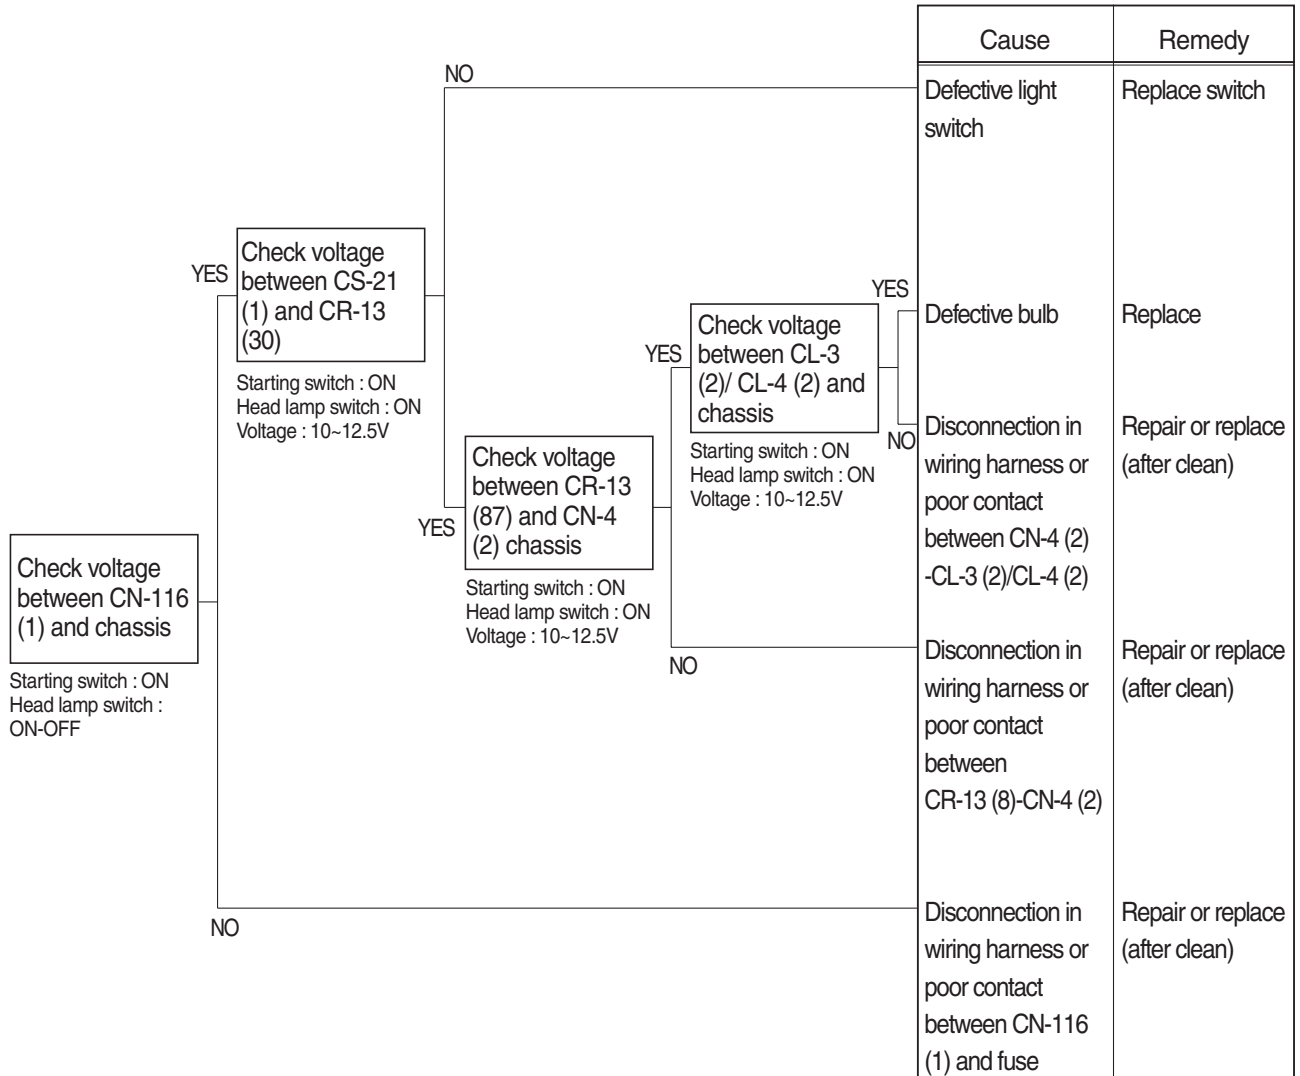 Cause
Remedy
NO
Defective light
switch
Replace switch
YES
Check voltage
between CS-21
(1) and CR-13
(30)
Starting switch : ON
Head lamp switch : ON
Voltage : 10~12.5V
YES
Defective bulb
Replace
YES
Check voltage
between CL-3
(2)/ CL-4 (2) and
chassis
Starting switch : ON
Head lamp switch : ON
Voltage : 10~12.5V
NO
Disconnection in
wiring harness or
poor contact
between CN-4 (2)
-CL-3 (2)/CL-4 (2)
Repair or replace
(after clean)
YES
Check voltage
between CR-13
(87) and CN-4
(2) chassis
Starting switch : ON
Head lamp switch : ON
Voltage : 10~12.5V
Check voltage
between CN-116
(1) and chassis
Starting switch : ON
Head lamp switch :
ON-OFF
NO
Disconnection in
wiring harness or
poor contact
between
CR-13 (8)-CN-4 (2)
Repair or replace
(after clean)
NO
Disconnection in
wiring harness or
poor contact
between CN-116
(1) and fuse
Repair or replace
(after clean)